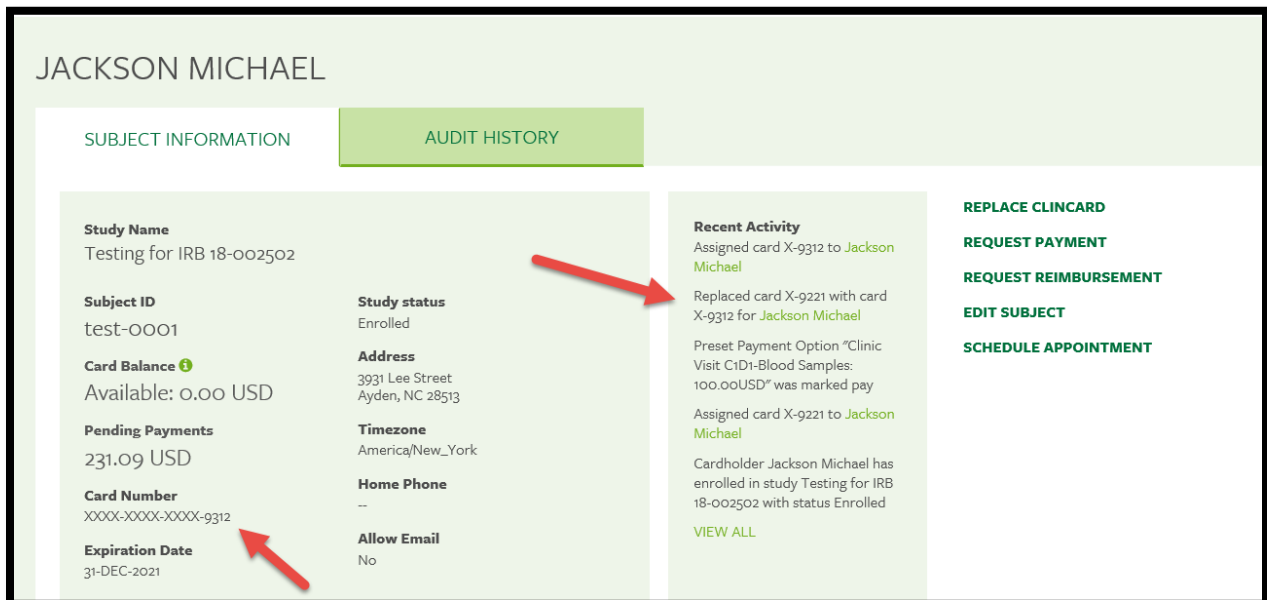 JACKSON MICHAEL
SUBJECT INFORMATION
AUDIT HISTORY
Study Name
Testing for IRB 18-002502
Subject ID
test-0001
Card Balance
Available: 0.00 USD
Pending Payments
231.09 USD
Card Number
XXXX-XXXX-XXXX-9312
Expiration Date
31-DEC-2021
Study status
Enrolled
Address
3931 Lee Street
Ayden, NC 28513
Timezone
America/New_York
Home Phone
--
Allow Email
No
Recent Activity
Assigned card X-9312 to Jackson
Michael
Replaced card X-9221 with card
X-9312 for Jackson Michael
Preset Payment Option "Clinic
Visit C1D1-Blood Samples:
100.00USD" was marked pay
Assigned card X-9221 to Jackson
Michael
Cardholder Jackson Michael has
enrolled in study Testing for IRB
18-002502 with status Enrolled
VIEW ALL
REPLACE CLINCARD
REQUEST PAYMENT
REQUEST REIMBURSEMENT
EDIT SUBJECT
SCHEDULE APPOINTMENT